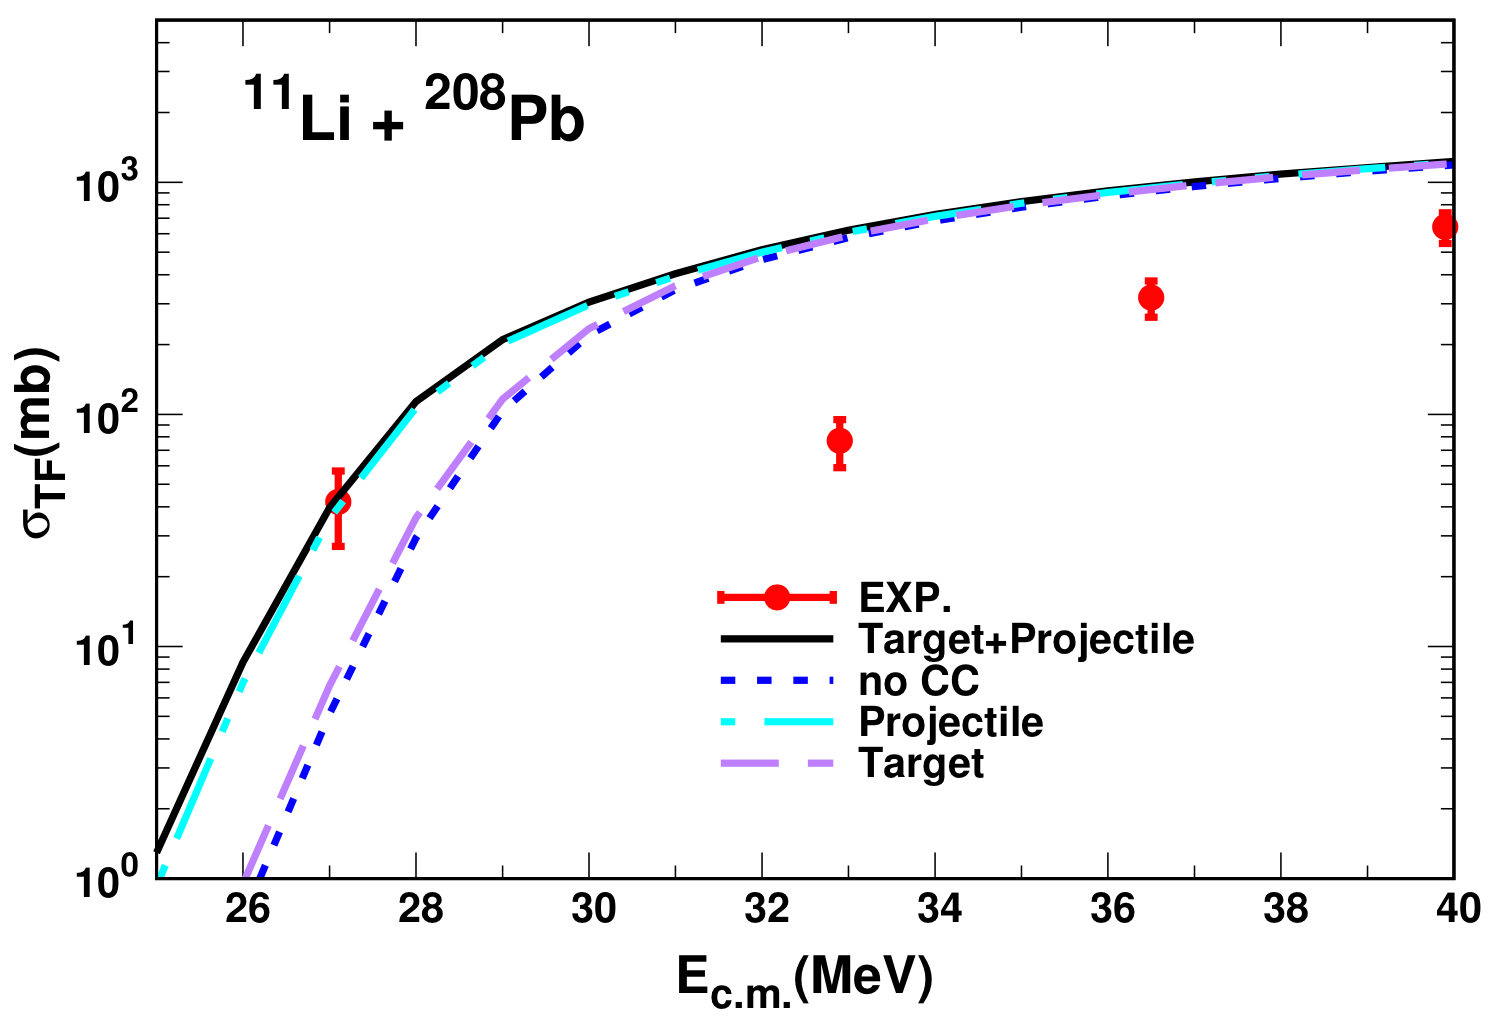 ¹¹Li + ²⁰⁸Pb
10³
10²
10¹
10⁰
σTF(mb)
EXP.
Target+Projectile
no CC
Projectile
Target
26 28 30 32 34 36 38 40
Ec.m.(MeV)